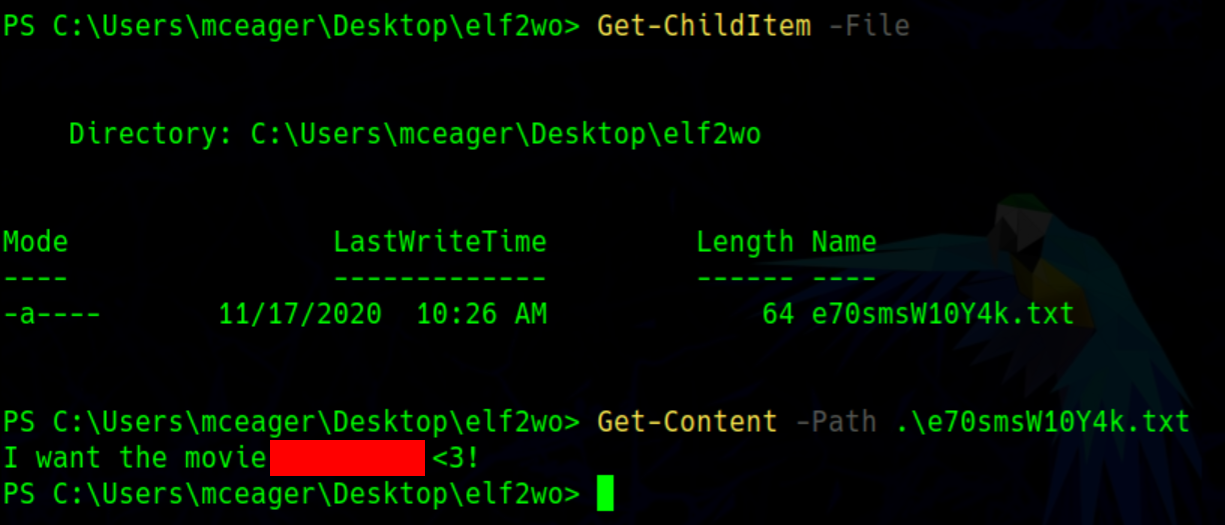 PS C:\Users\mceager\Desktop\elf2wo> Get-ChildItem -File
Directory: C:\Users\mceager\Desktop\elf2wo
Mode LastWriteTime Length Name
---- ------------- ------ ----
-a---- 11/17/2020 10:26 AM 64 e70smsW10Y4k.txt
PS C:\Users\mceager\Desktop\elf2wo> Get-Content -Path .\e70smsW10Y4k.txt
I want the movie <3!
PS C:\Users\mceager\Desktop\elf2wo>